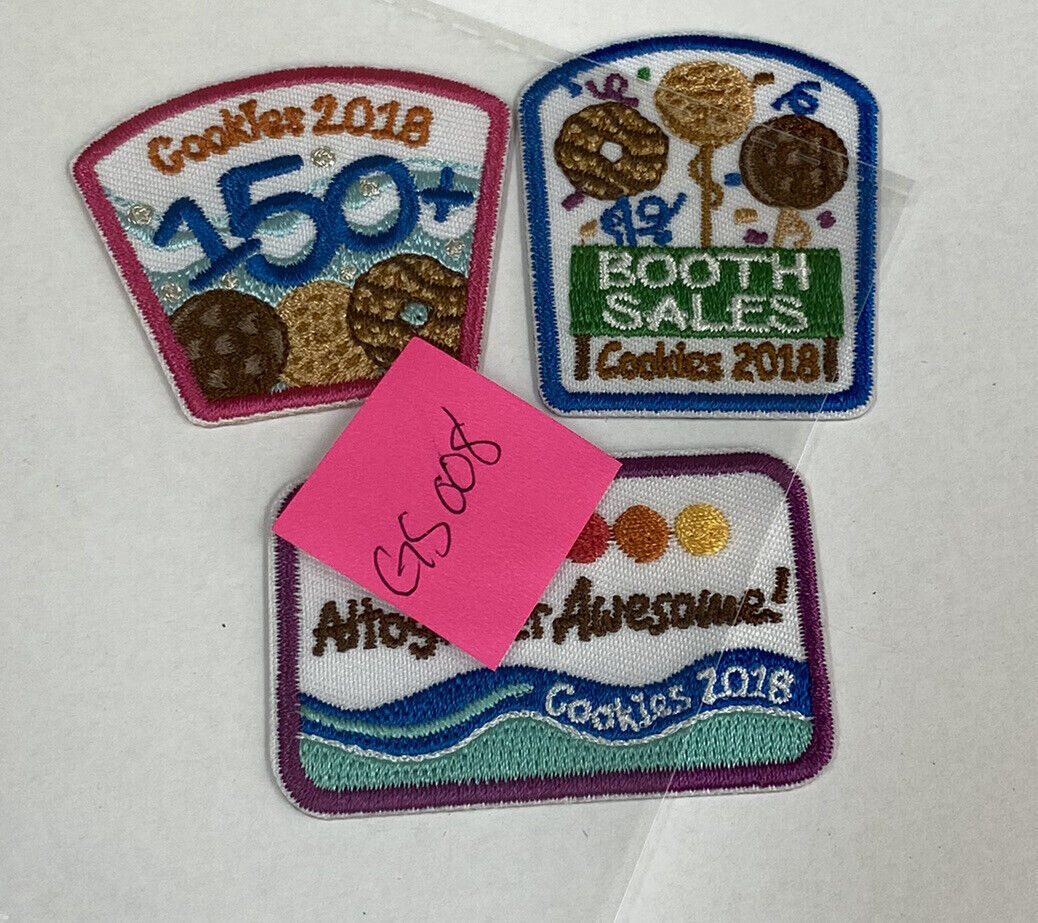 Cookies 2018
150+
BOOTH
SALES
Cookies 2018
GS 008
Awesome!
Cookies 2018